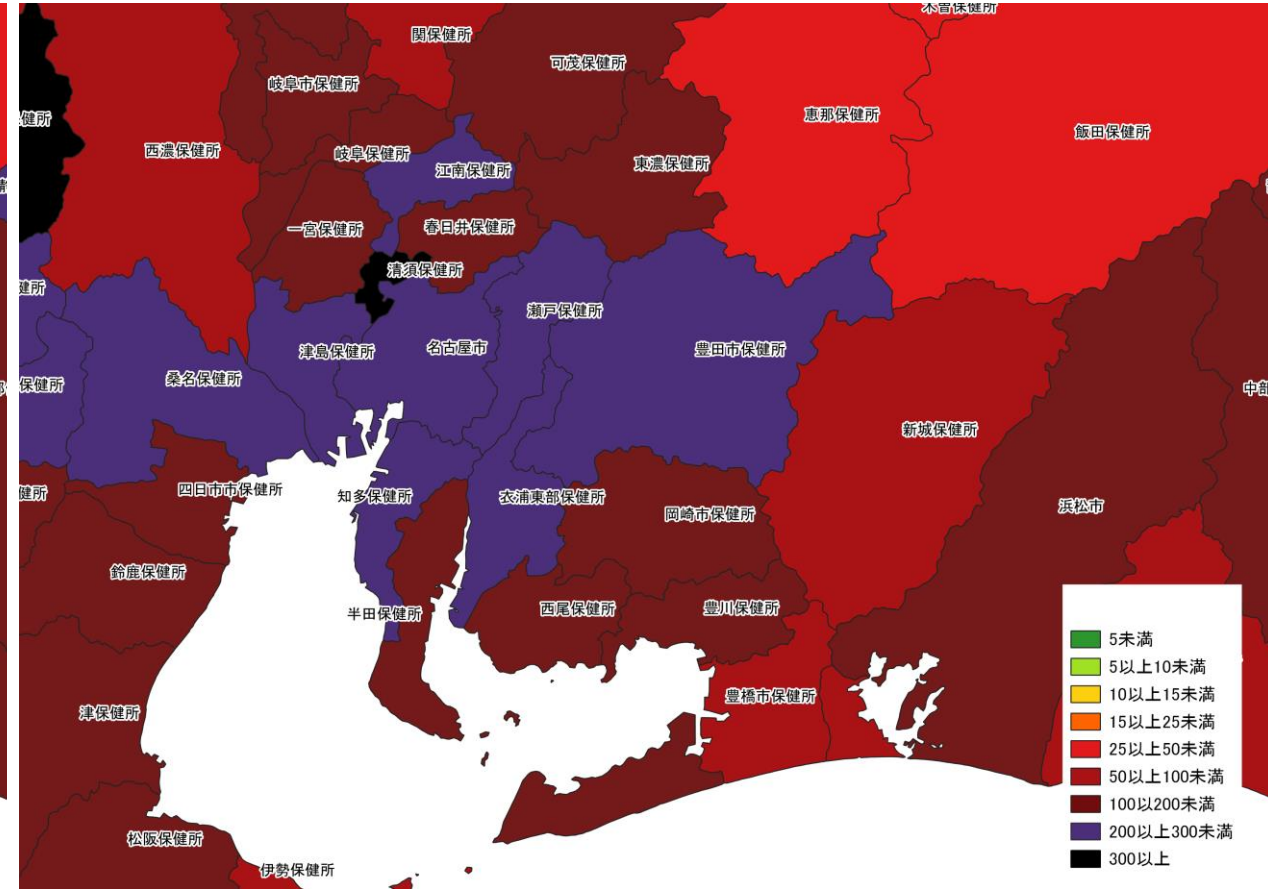 木曽保健所
関保健所
可茂保健所
岐阜市保健所
恵那保健所
保健所
飯田保健所
西濃保健所
岐阜保健所
東濃保健所
江南保健所
春日井保健所
一宮保健所
清須保健所
健所
瀬戸保健所
名古屋市
津島保健所
豊田市保健所
桑名保健所
保健所
中部
新城保健所
四日市市保健所
健所
知多保健所
衣浦東部保健所
岡崎市保健所
浜松市
鈴鹿保健所
半田保健所
西尾保健所
豊川保健所
豊橋市保健所
津保健所
松阪保健所
伊勢保健所
5未満
5以上10未満
10以上15未満
15以上25未満
25以上50未満
50以上100未満
100以200未満
200以上300未満
300以上